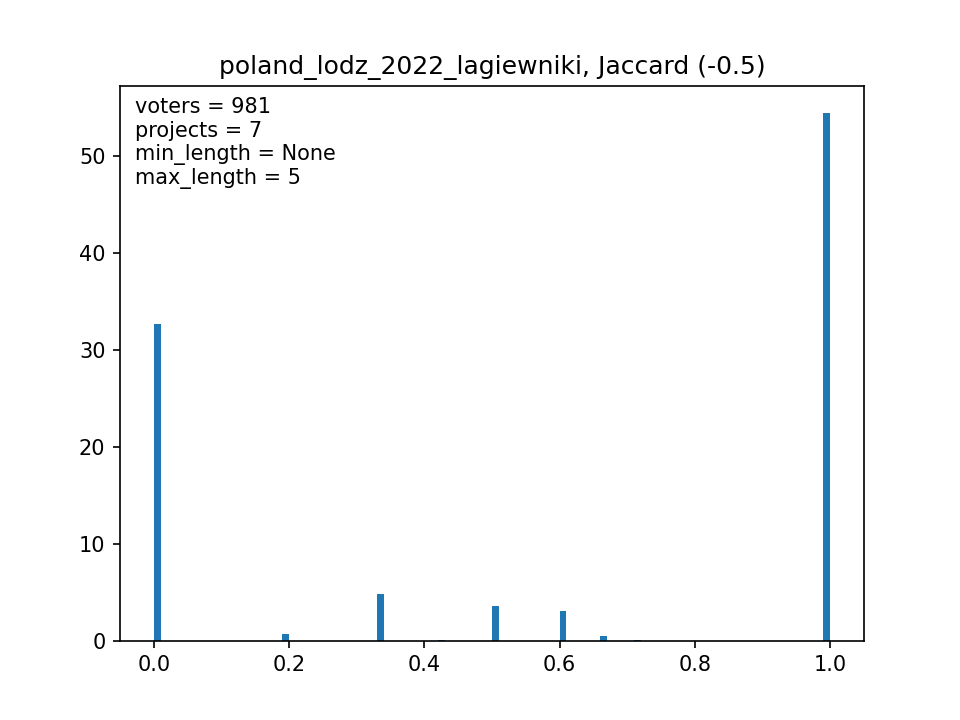 poland_lodz_2022_lagiewniki, Jaccard (-0.5)
voters = 981
projects = 7
min_length = None
max_length = 5
50
40
30
20
10
0
0.0 0.2 0.4 0.6 0.8 1.0